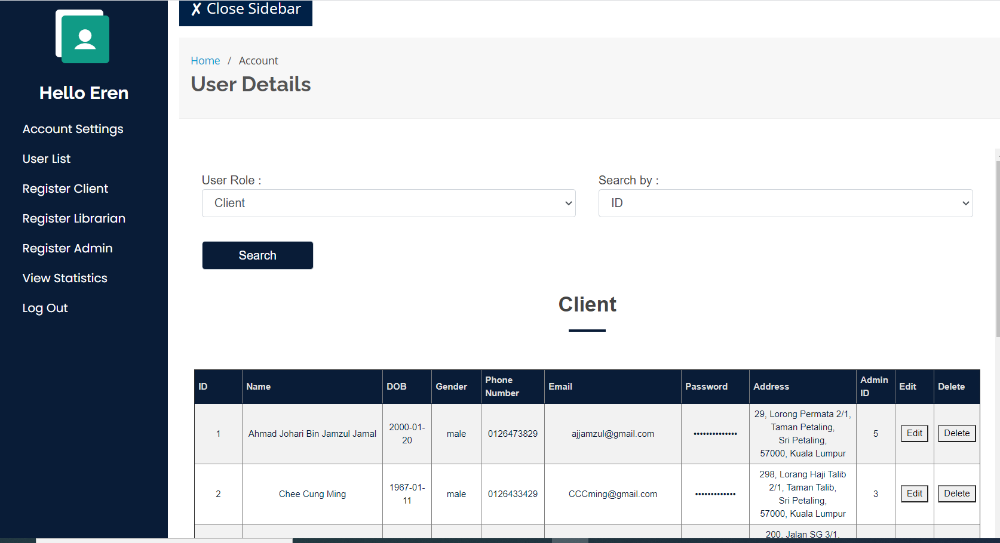 ✗ Close Sidebar
Hello Eren
Account Settings
User List
Register Client
Register Librarian
Register Admin
View Statistics
Log Out
Home / Account
User Details
User Role :
Client
Search by :
ID
Search
Client
ID Name DOB Gender Phone Number Email Password Address Admin ID Edit Delete
1 Ahmad Johari Bin Jamzul Jamal 2000-01-20 male 0126473829 ajjamzul@gmail.com •••••••••••••• 29, Lorong Permata 2/1,
Taman Petaling,
Sri Petaling,
57000, Kuala Lumpur 5 Edit Delete
2 Chee Cung Ming 1967-01-11 male 0126433429 CCCming@gmail.com ••••••••••••• 298, Lorang Haji Talib
2/1, Taman Talib,
Sri Petaling,
57000, Kuala Lumpur 3 Edit Delete
200, Jalan SG 3/1,